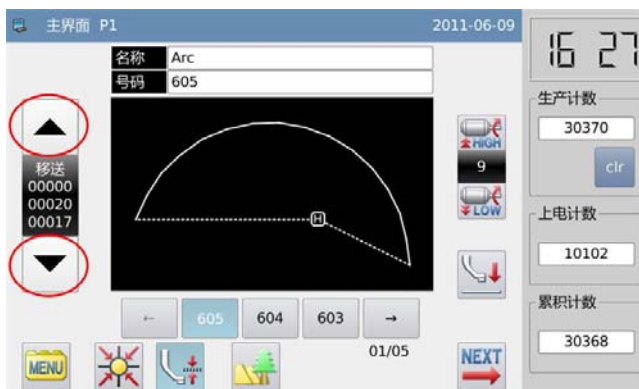 主界面 P1
2011-06-09
16 27
名称 Arc
号码 605
生产计数
30370
clr
HIGH
9
LOW
移送
00000
00020
00017
H
上电计数
10102
累积计数
30368
← 605 604 603 →
01/05
MENU
NEXT